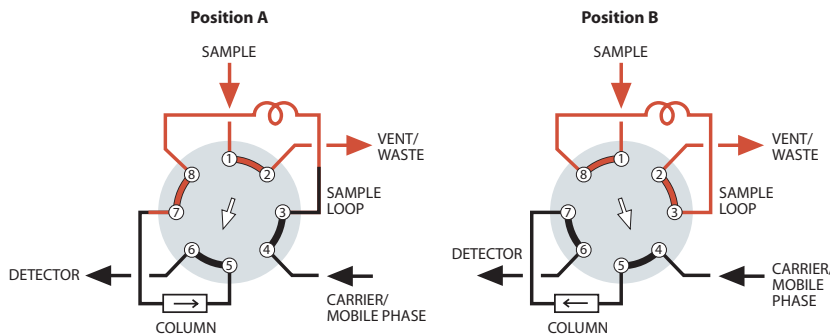 Position A
SAMPLE
VENT/
WASTE
1
2
8
SAMPLE
LOOP
7
3
6
4
5
DETECTOR
CARRIER/
MOBILE PHASE
COLUMN
Position B
SAMPLE
VENT/
WASTE
1
2
8
SAMPLE
LOOP
7
3
6
4
5
DETECTOR
CARRIER/
MOBILE
PHASE
COLUMN